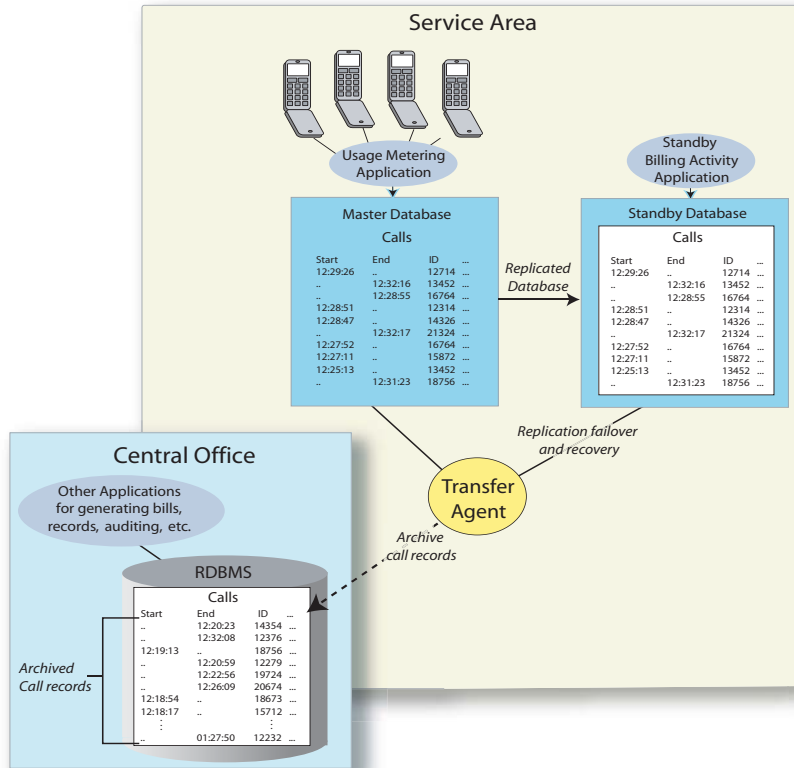 Service Area
Usage Metering
Application
Standby
Billing Activity
Application
Master Database
Calls
Start End ID ...
12:29:26 .. 12714 ...
.. 12:32:16 13452 ...
.. 12:28:55 16764 ...
12:28:51 .. 12314 ...
12:28:47 .. 14326 ...
.. 12:32:17 21324 ...
12:27:52 .. 16764 ...
12:27:11 .. 15872 ...
12:25:13 .. 13452 ...
.. 12:31:23 18756 ...
Replicated
Database
Standby Database
Calls
Start End ID ...
12:29:26 .. 12714 ...
.. 12:32:16 13452 ...
.. 12:28:55 16764 ...
12:28:51 .. 12314 ...
12:28:47 .. 14326 ...
.. 12:32:17 21324 ...
12:27:52 .. 16764 ...
12:27:11 .. 15872 ...
12:25:13 .. 13452 ...
.. 12:31:23 18756 ...
Replication failover
and recovery
Transfer
Agent
Archive
call records
Central Office
Other Applications
for generating bills,
records, auditing, etc.
RDBMS
Calls
Start End ID ...
.. 12:20:23 14354 ...
.. 12:32:08 12376 ...
12:19:13 .. 18756 ...
.. 12:20:59 12279 ...
.. 12:22:56 19724 ...
.. 12:26:09 20674 ...
12:18:54 .. 18673 ...
12:18:17 .. 15712 ...
⋮ ⋮
.. 01:27:50 12232 ...
Archived
Call records